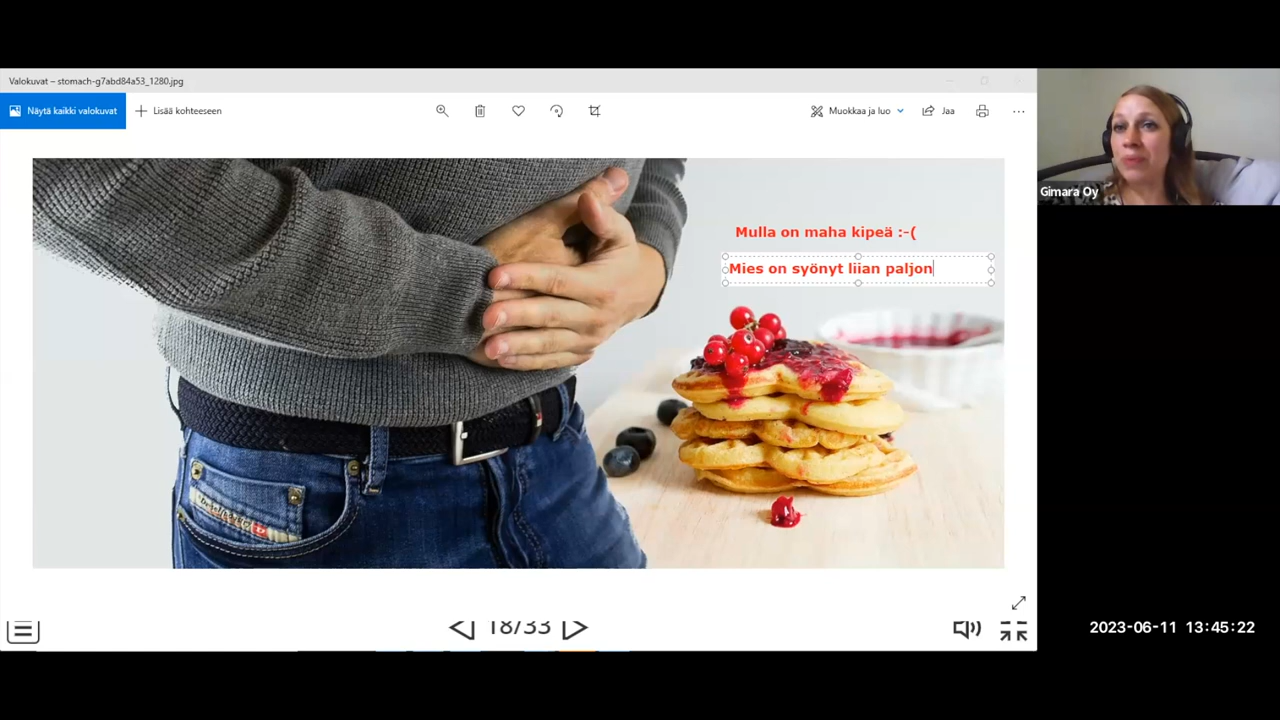 Valokuvat – stomach-g7abd84a53_1280.jpg
Näytä kaikki valokuvat
Lisää kohteeseen
Muokkaa ja luo
Jaa
Gimara Oy
Mulla on maha kipeä :-(
Mies on syönyt liian paljon
18/33
2023-06-11 13:45:22